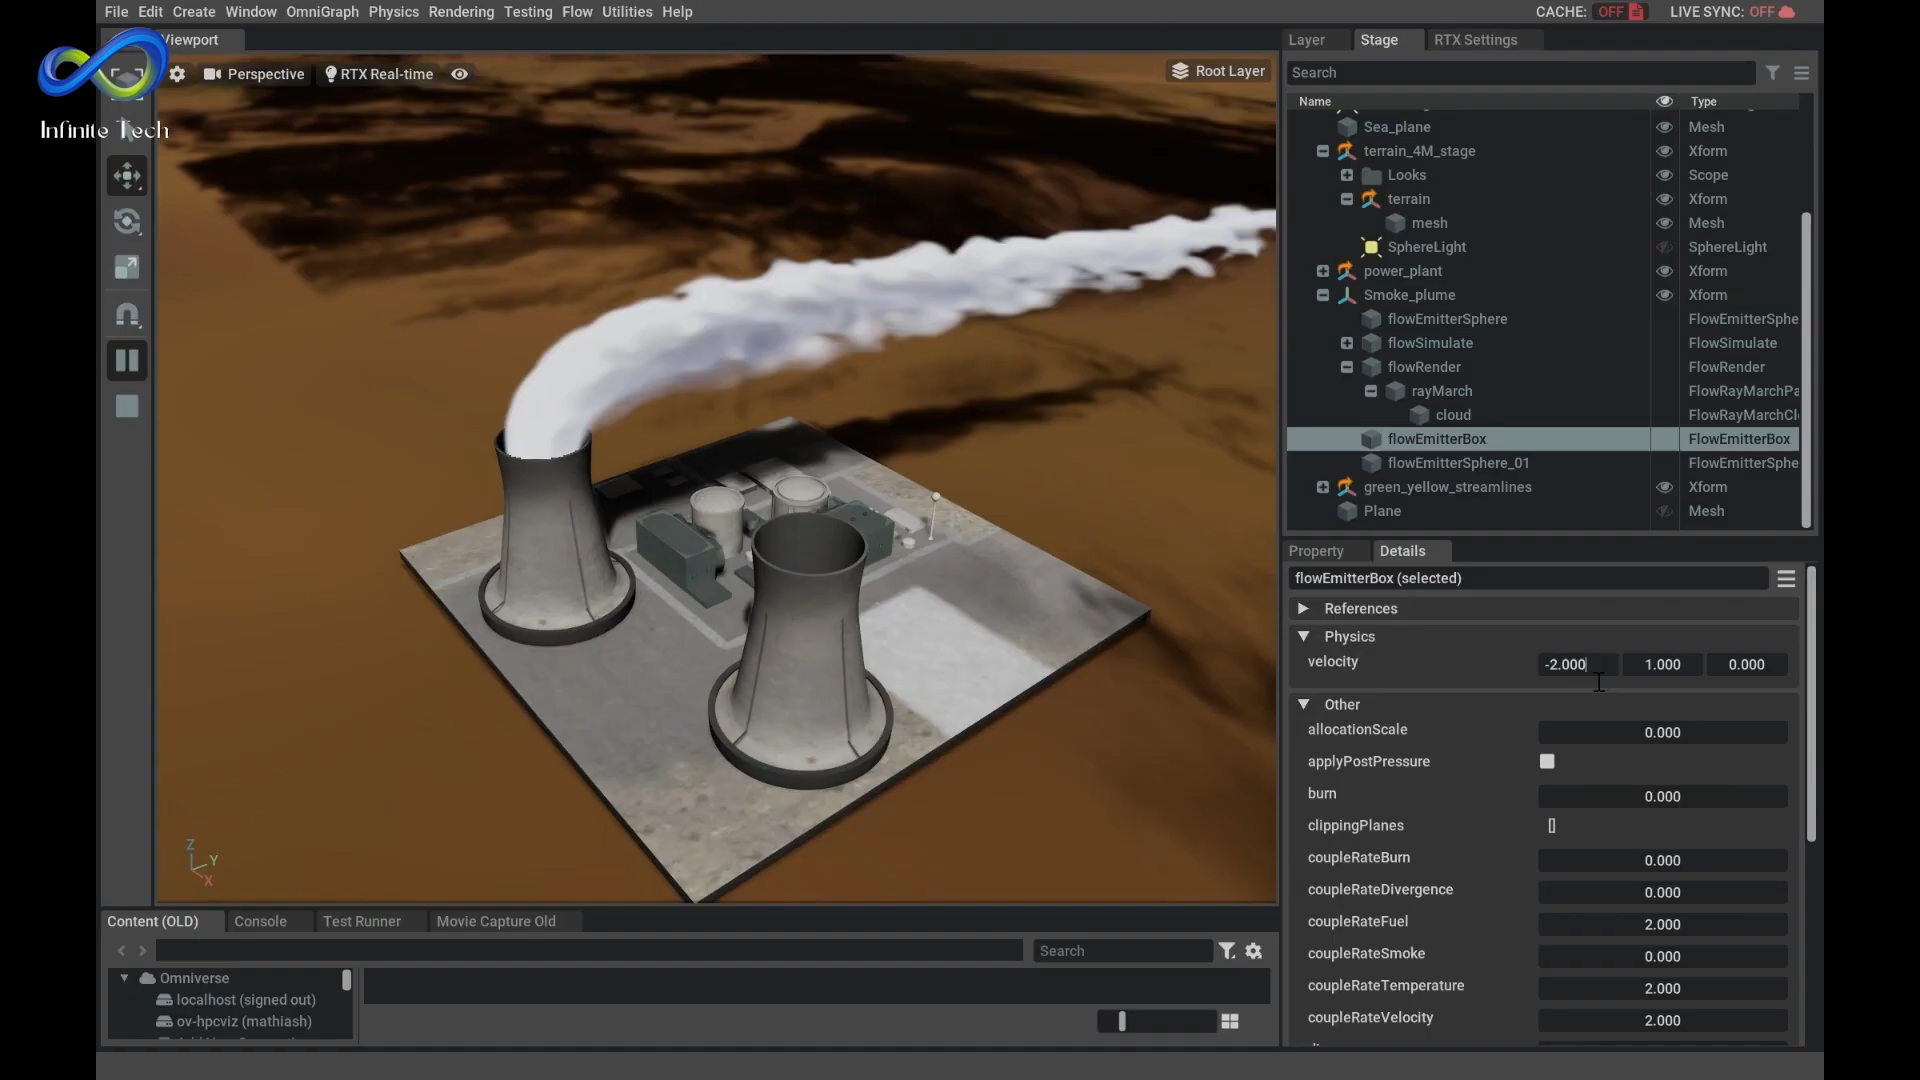 File Edit Create Window OmniGraph Physics Rendering Testing Flow Utilities Help
CACHE: OFF LIVE SYNC: OFF
Infinite Tech
Viewport
Perspective RTX Real-time
Root Layer
Z
Y
X
Layer Stage RTX Settings
Search
Name Type
Sea_plane Mesh
terrain_4M_stage Xform
Looks Scope
terrain Xform
mesh Mesh
SphereLight SphereLight
power_plant Xform
Smoke_plume Xform
flowEmitterSphere FlowEmitterSphe
flowSimulate FlowSimulate
flowRender FlowRender
rayMarch FlowRayMarchPa
cloud FlowRayMarchCl
flowEmitterBox FlowEmitterBox
flowEmitterSphere_01 FlowEmitterSphe
green_yellow_streamlines Xform
Plane Mesh
Property Details
flowEmitterBox (selected)
References
Physics
velocity -2.000 1.000 0.000
Other
allocationScale 0.000
applyPostPressure
burn 0.000
clippingPlanes []
coupleRateBurn 0.000
coupleRateDivergence 0.000
coupleRateFuel 2.000
coupleRateSmoke 0.000
coupleRateTemperature 2.000
coupleRateVelocity 2.000
Content (OLD) Console Test Runner Movie Capture Old
Search
Omniverse
localhost (signed out)
ov-hpcviz (mathiash)